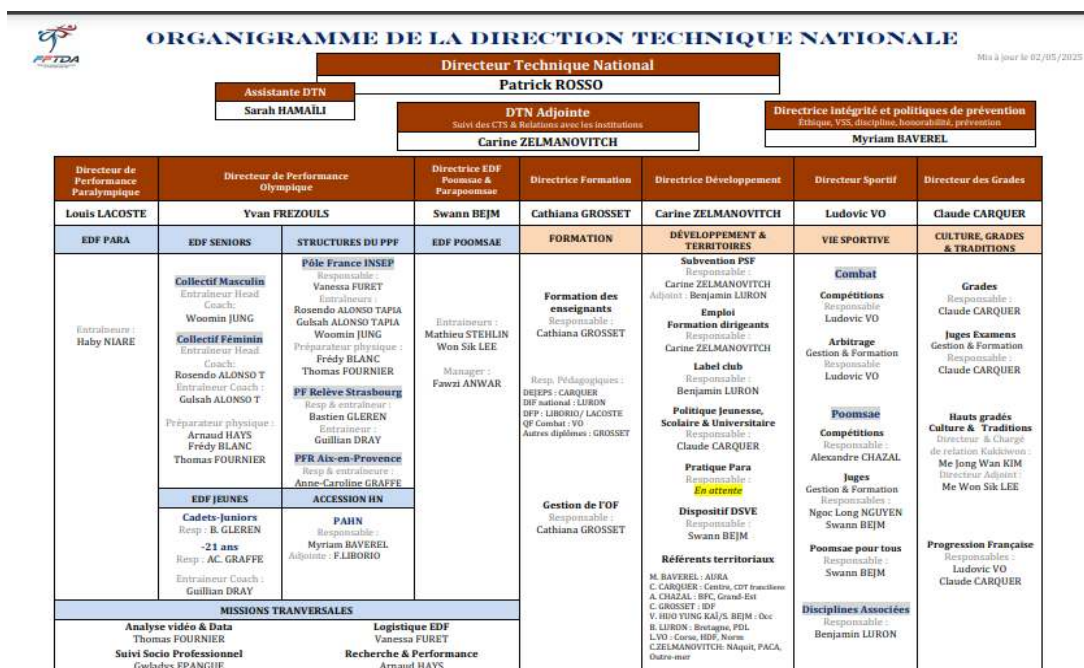 FFTDA
ORGANIGRAMME DE LA DIRECTION TECHNIQUE NATIONALE
Mis à jour le 02/05/2025
Directeur Technique National
Patrick ROSSO
Assistante DTN
Sarah HAMAÏLI
DTN Adjointe
Suivi des CTS & Relations avec les institutions
Carine ZELMANOVITCH
Directrice intégrité et politiques de prévention
Éthique, VSS, discipline, honorabilité, prévention
Myriam BAVEREL
Directeur de
Performance
Paralympique
Louis LACOSTE
EDF PARA
Entraineure :
Haby NIARE
Directeur de Performance
Olympique
Yvan FREZOULS
EDF SENIORS
Collectif Masculin
Entraîneur Head
Coach:
Woomin JUNG
Collectif Féminin
Entraîneur Head
Coach:
Rosendo ALONSO T
Entraîneur Coach :
Gulsah ALONSO T
Préparateur physique :
Arnaud HAYS
Frédy BLANC
Thomas FOURNIER
STRUCTURES DU PPF
Pôle France INSEP
Responsable :
Vanessa FURET
Entraîneurs :
Rosendo ALONSO TAPIA
Gulsah ALONSO TAPIA
Woomin JUNG
Préparateur physique :
Frédy BLANC
Thomas FOURNIER
PF Relève Strasbourg
Resp & entraîneur :
Bastien GLEREN
Entraineur :
Guillian DRAY
PFR Aix-en-Provence
Resp & entraîneure :
Anne-Caroline GRAFFE
EDF JEUNES
Cadets-Juniors
Resp : B. GLEREN
-21 ans
Resp : AC. GRAFFE
Entraineur Coach :
Guillian DRAY
ACCESSION HN
PAHN
Responsable :
Myriam BAVEREL
Adjointe : F.LIBORIO
MISSIONS TRANVERSALES
Analyse vidéo & Data
Thomas FOURNIER
Suivi Socio Professionnel
Gwladys EPANGUE
Logistique EDF
Vanessa FURET
Recherche & Performance
Arnaud HAYS
Directrice EDF
Poomsae &
Parapoomsae
Swann BEJM
EDF POOMSAE
Entraineurs :
Mathieu STEHLIN
Won Sik LEE
Manager :
Fawzi ANWAR
Directrice Formation
Cathiana GROSSET
FORMATION
Formation des
enseignants
Responsable :
Cathiana GROSSET
Resp. Pédagogiques :
DEJEPS : CARQUER
DIF national : LURON
DFP : LIBORIO/ LACOSTE
QF Combat : VO
Autres diplômes : GROSSET
Gestion de l'OF
Responsable :
Cathiana GROSSET
Directrice Développement
Carine ZELMANOVITCH
DÉVELOPPEMENT &
TERRITOIRES
Subvention PSF
Responsable :
Carine ZELMANOVITCH
Adjoint : Benjamin LURON
Emploi
Formation dirigeants
Responsable :
Carine ZELMANOVITCH
Label club
Responsable :
Benjamin LURON
Politique Jeunesse,
Scolaire & Universitaire
Responsable :
Claude CARQUER
Pratique Para
Responsable :
En attente
Dispositif DSVE
Responsable :
Swann BEJM
Référents territoriaux
M. BAVEREL : AURA
C. CARQUER : Centre, CDT franciliens
A. CHAZAL : BFC, Grand-Est
C. GROSSET : IDF
V. HUO YUNG KAÏ/S. BEJM : Occ
B. LURON : Bretagne, PDL
L.VO : Corse, HDF, Norm
C.ZELMANOVITCH: NAquit, PACA,
Outre-mer
Directeur Sportif
Ludovic VO
VIE SPORTIVE
Combat
Compétitions
Responsable
Ludovic VO
Arbitrage
Gestion & Formation
Responsable
Ludovic VO
Poomsae
Compétitions
Responsable :
Alexandre CHAZAL
Juges
Gestion & Formation
Responsables :
Ngoc Long NGUYEN
Swann BEJM
Poomsae pour tous
Responsable :
Swann BEJM
Disciplines Associées
Responsable :
Benjamin LURON
Directeur des Grades
Claude CARQUER
CULTURE, GRADES
& TRADITIONS
Grades
Responsable :
Claude CARQUER
Juges Examens
Gestion & Formation
Responsable :
Claude CARQUER
Hauts gradés
Culture & Traditions
Directeur & Chargé
de relation Kukkiwon :
Me Jong Wan KIM
Directeur Adjoint :
Me Won Sik LEE
Progression Française
Responsables :
Ludovic VO
Claude CARQUER